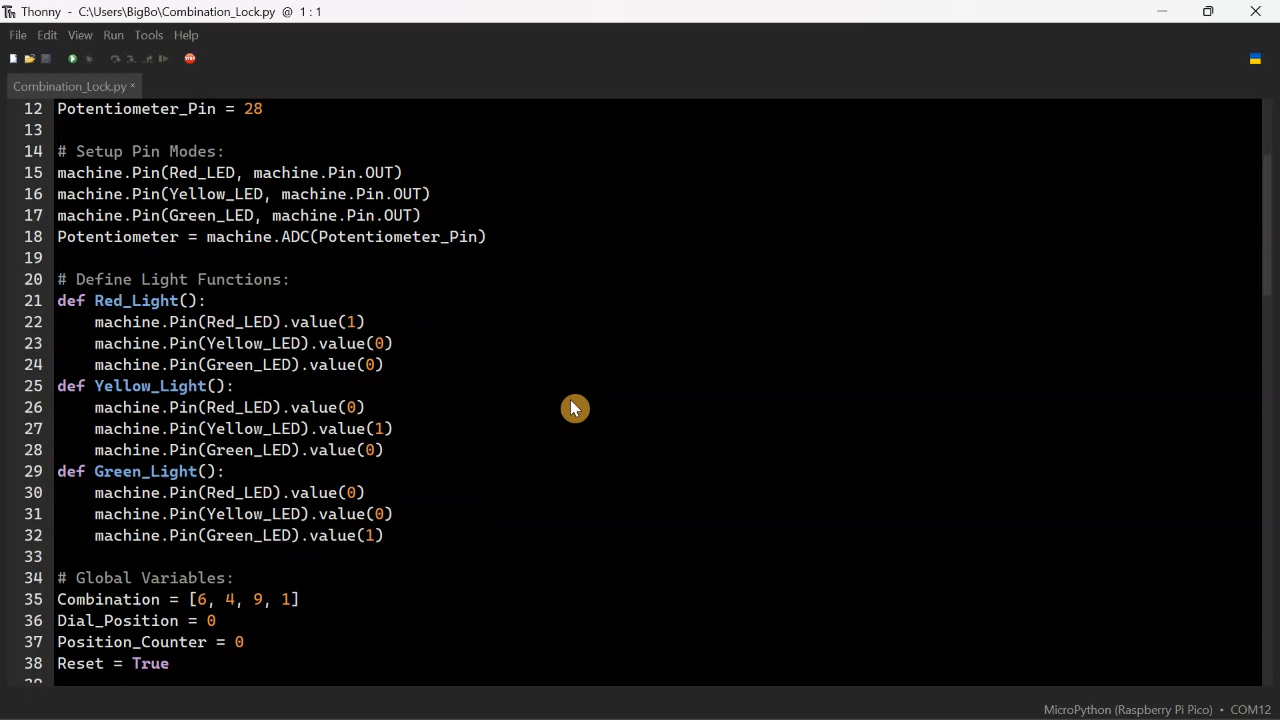 Thonny - C:\Users\BigBo\Combination_Lock.py @ 1 : 1
File Edit View Run Tools Help
STOP
Combination_Lock.py ×
12 Potentiometer_Pin = 28
13
14 # Setup Pin Modes:
15 machine.Pin(Red_LED, machine.Pin.OUT)
16 machine.Pin(Yellow_LED, machine.Pin.OUT)
17 machine.Pin(Green_LED, machine.Pin.OUT)
18 Potentiometer = machine.ADC(Potentiometer_Pin)
19
20 # Define Light Functions:
21 def Red_Light():
22     machine.Pin(Red_LED).value(1)
23     machine.Pin(Yellow_LED).value(0)
24     machine.Pin(Green_LED).value(0)
25 def Yellow_Light():
26     machine.Pin(Red_LED).value(0)
27     machine.Pin(Yellow_LED).value(1)
28     machine.Pin(Green_LED).value(0)
29 def Green_Light():
30     machine.Pin(Red_LED).value(0)
31     machine.Pin(Yellow_LED).value(0)
32     machine.Pin(Green_LED).value(1)
33
34 # Global Variables:
35 Combination = [6, 4, 9, 1]
36 Dial_Position = 0
37 Position_Counter = 0
38 Reset = True
MicroPython (Raspberry Pi Pico) • COM12